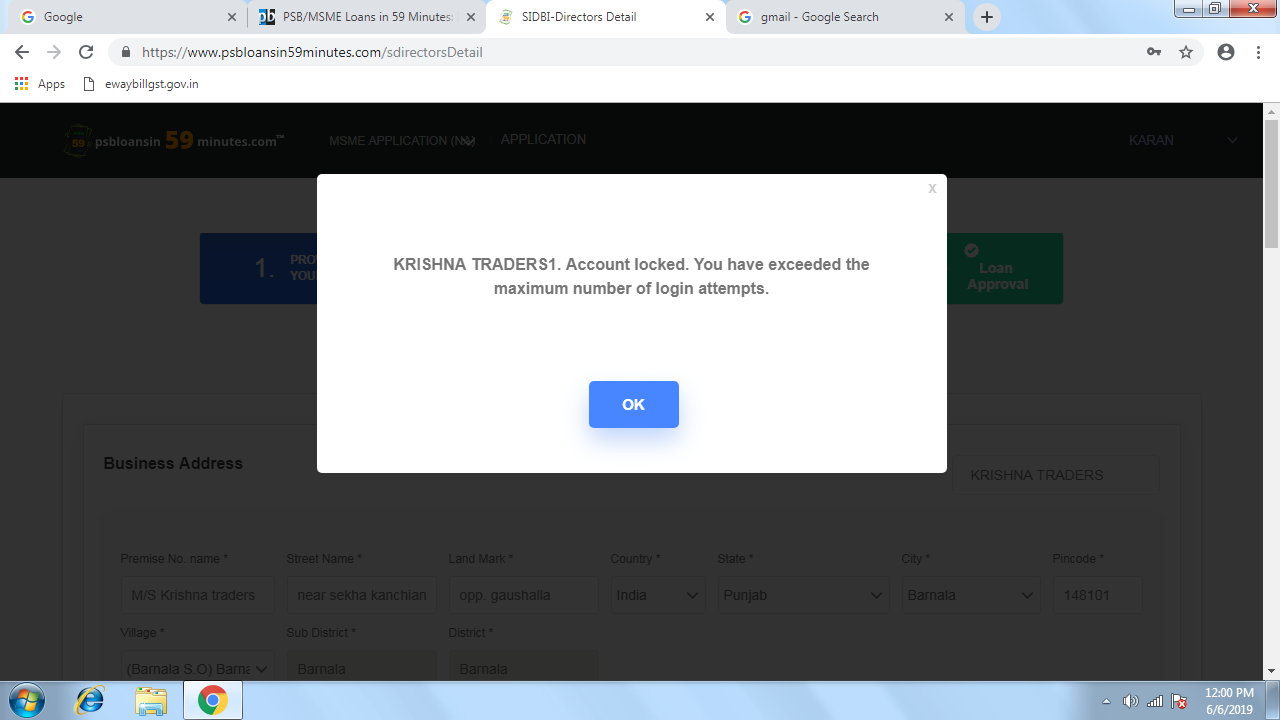 Google
PSB/MSME Loans in 59 Minutes:
SIDBI-Directors Detail
gmail - Google Search
https://www.psbloansin59minutes.com/sdirectorsDetail
Apps
ewaybillgst.gov.in
psbloansin 59 minutes.com™
MSME APPLICATION (NA)
APPLICATION
KARAN
X
1.
PRO
YOU
KRISHNA TRADERS1. Account locked. You have exceeded the
maximum number of login attempts.
OK
Loan
Approval
Business Address
KRISHNA TRADERS
Premise No. name *
Street Name *
Land Mark *
Country *
State *
City *
Pincode *
M/S Krishna traders
near sekha kanchian
opp. gaushalla
India
Punjab
Barnala
148101
Village *
Sub District *
District *
(Barnala S O) Barna
Barnala
Barnala
12:00 PM
6/6/2019